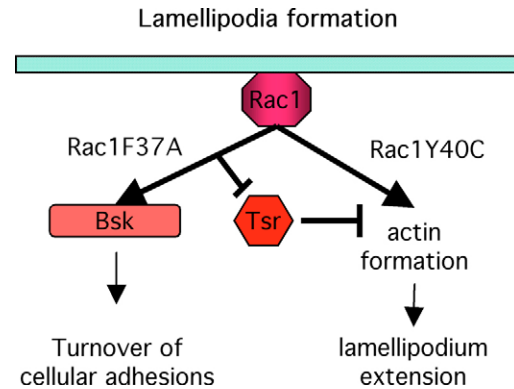 Lamellipodia formation
Rac1
Rac1F37A
Rac1Y40C
Bsk
Tsr
actin
formation
Turnover of
cellular adhesions
lamellipodium
extension